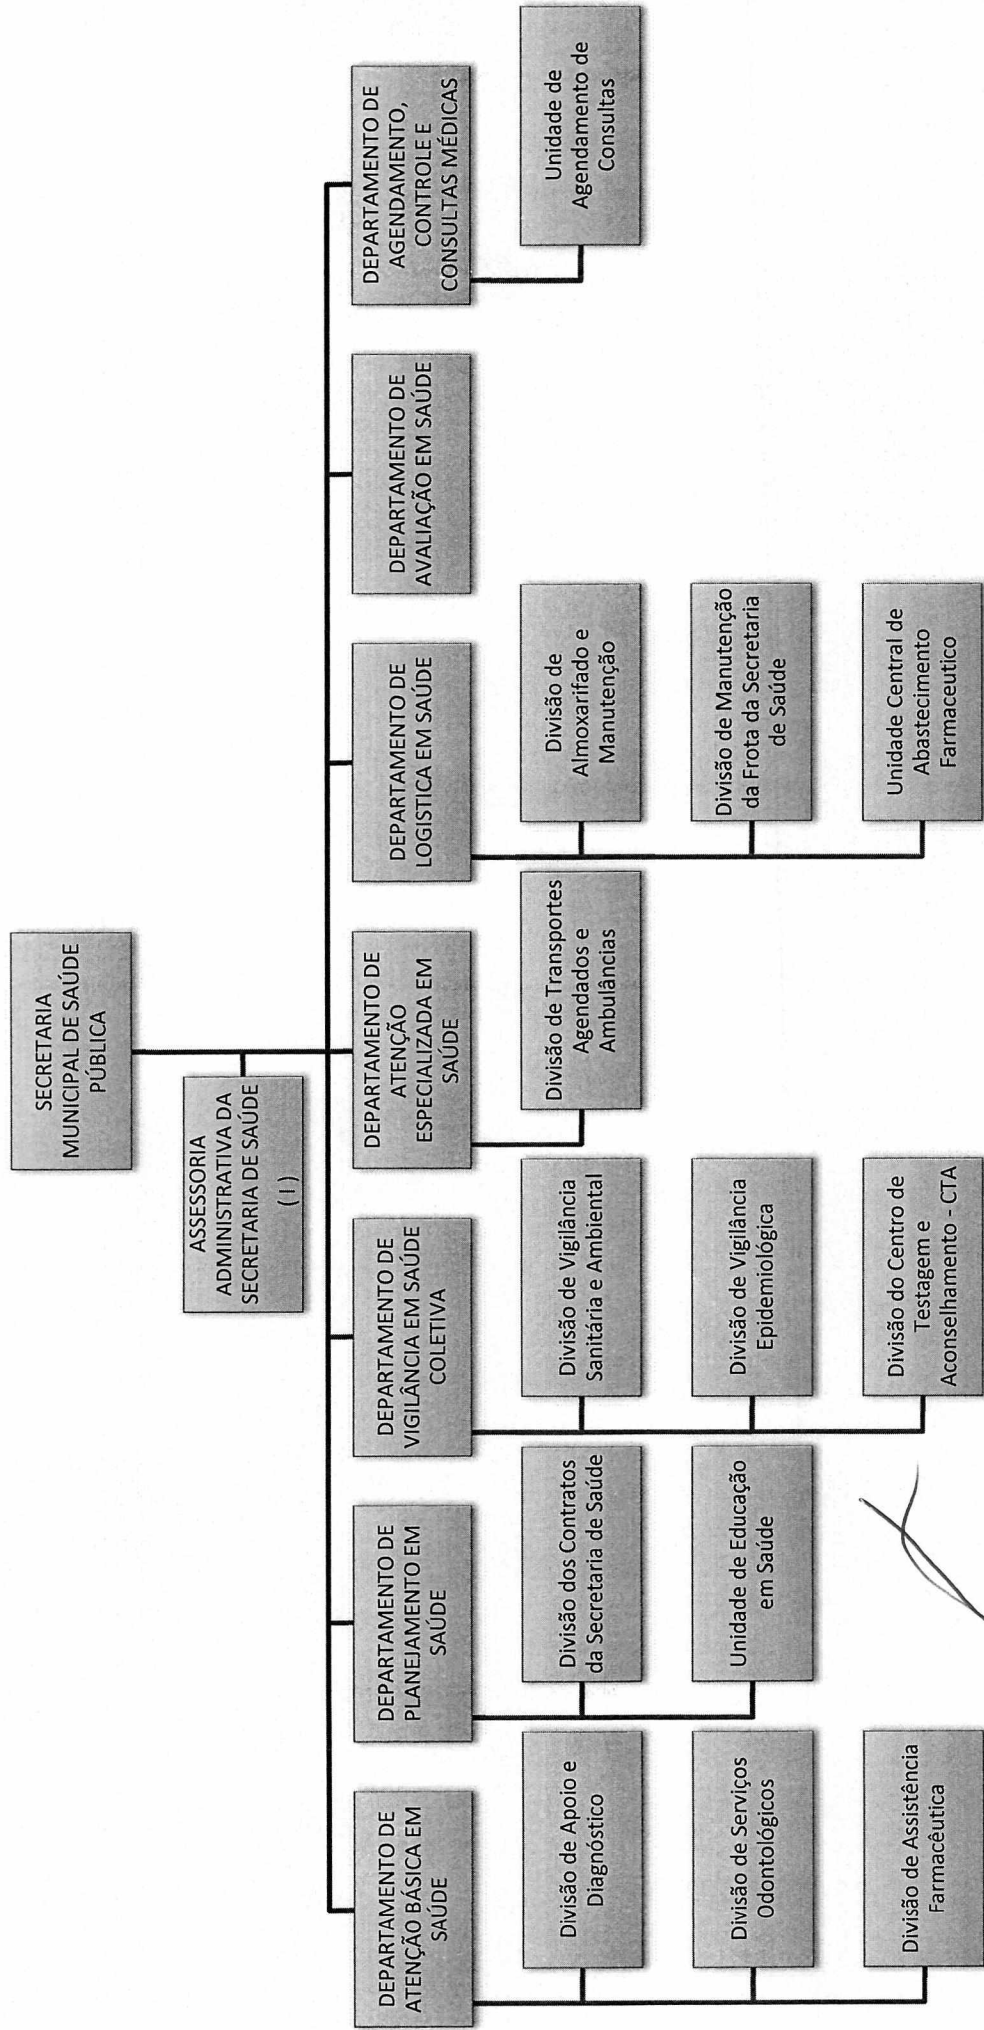 SECRETARIA
MUNICIPAL DE SAÚDE
PÚBLICA
ASSESSORIA
ADMINISTRATIVA DA
SECRETARIA DE SAÚDE
( I )
DEPARTAMENTO DE
ATENÇÃO BÁSICA EM
SAÚDE
Divisão de Apoio e
Diagnóstico
Divisão de Serviços
Odontológicos
Divisão de Assistência
Farmacêutica
DEPARTAMENTO DE
PLANEJAMENTO EM
SAÚDE
Divisão dos Contratos
da Secretaria de Saúde
Unidade de Educação
em Saúde
DEPARTAMENTO DE
VIGILÂNCIA EM SAÚDE
COLETIVA
Divisão de Vigilância
Sanitária e Ambiental
Divisão de Vigilância
Epidemiológica
Divisão do Centro de
Testagem e
Aconselhamento - CTA
DEPARTAMENTO DE
ATENÇÃO
ESPECIALIZADA EM
SAÚDE
Divisão de Transportes
Agendados e
Ambulâncias
DEPARTAMENTO DE
LOGISTICA EM SAÚDE
Divisão de
Almoxarifado e
Manutenção
Divisão de Manutenção
da Frota da Secretaria
de Saúde
Unidade Central de
Abastecimento
Farmaceutico
DEPARTAMENTO DE
AVALIAÇÃO EM SAÚDE
DEPARTAMENTO DE
AGENDAMENTO,
CONTROLE E
CONSULTAS MÉDICAS
Unidade de
Agendamento de
Consultas